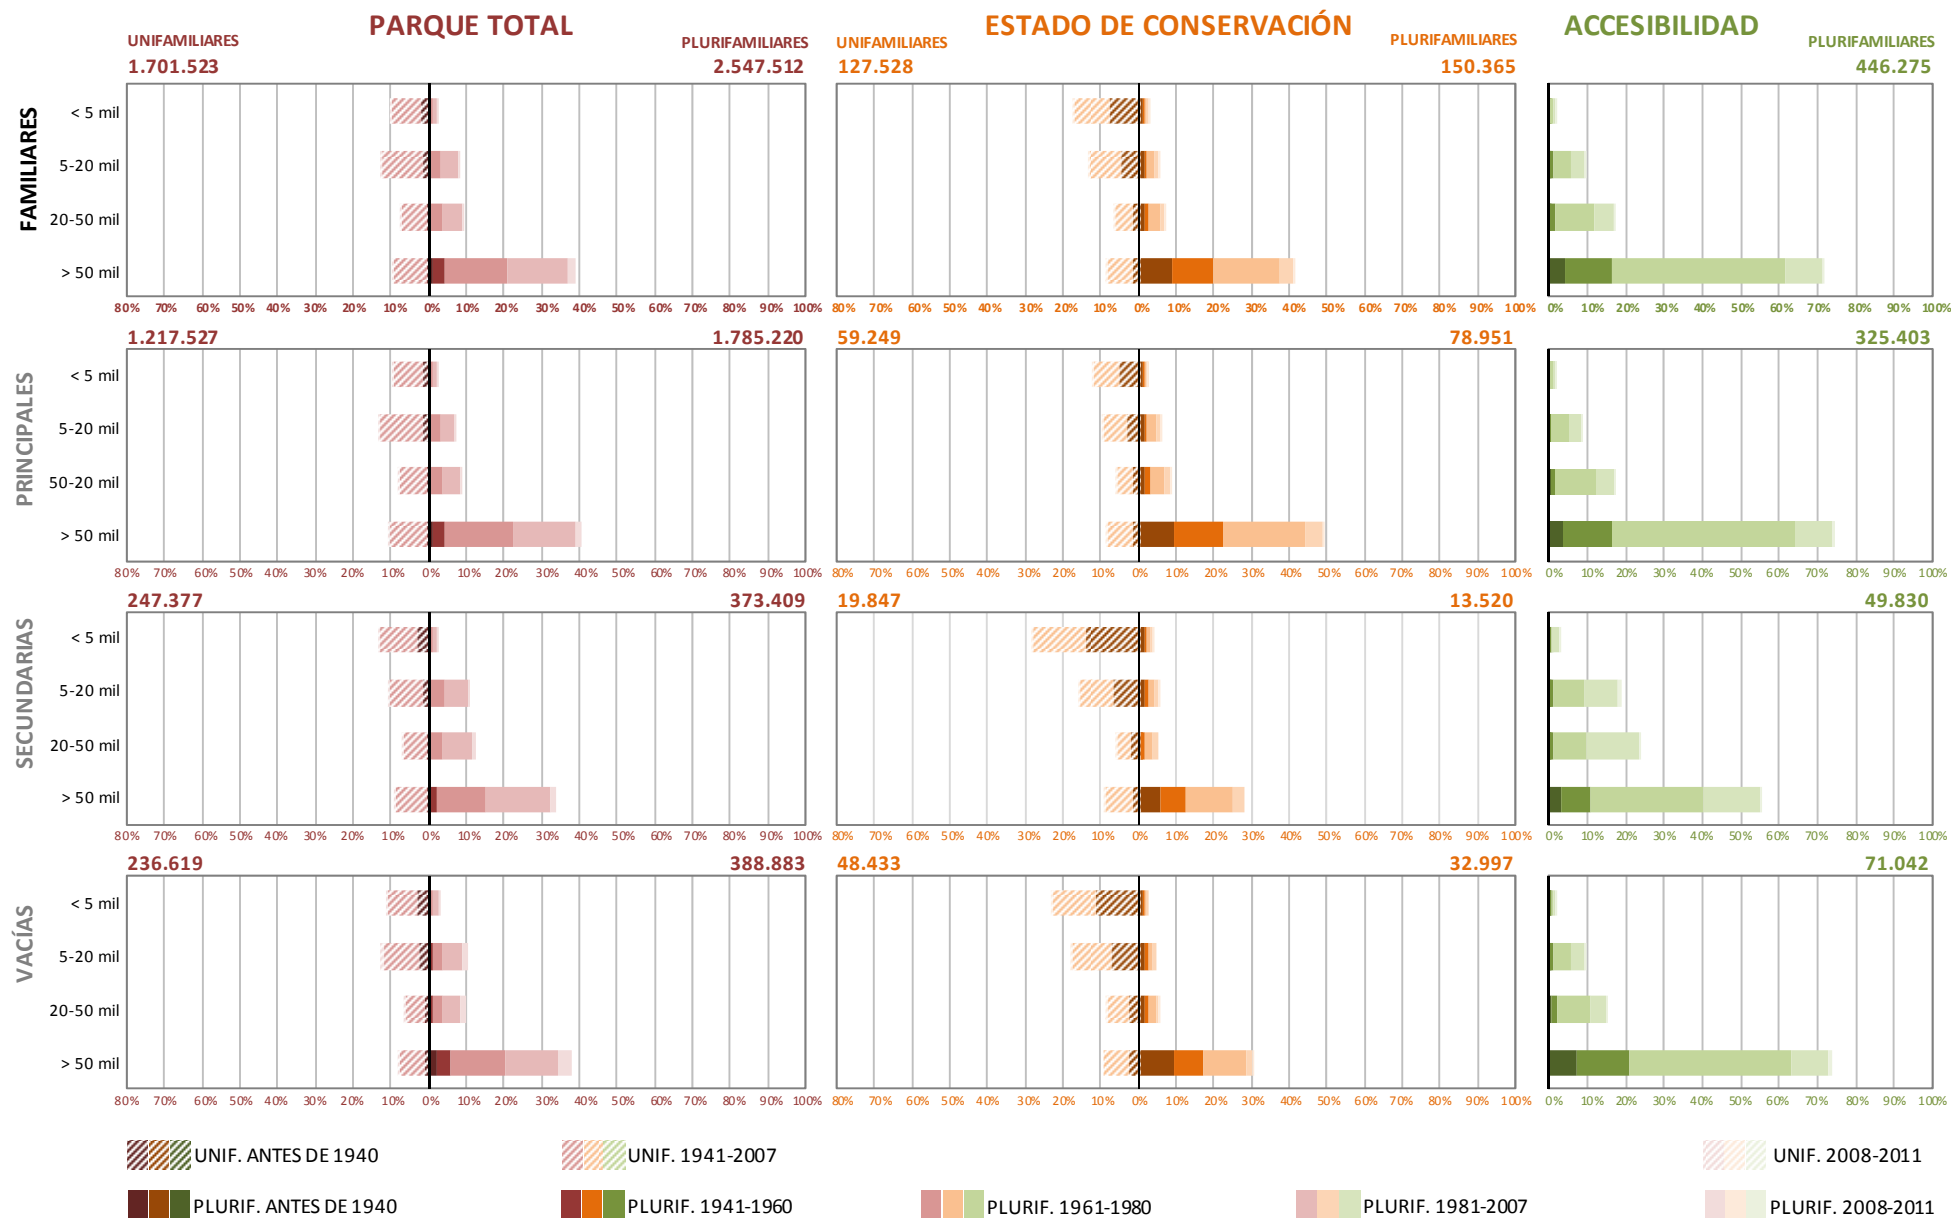 PARQUE TOTAL ESTADO DE CONSERVACIÓN ACCESIBILIDAD
UNIFAMILIARES PLURIFAMILIARES UNIFAMILIARES PLURIFAMILIARES PLURIFAMILIARES
1.701.523 2.547.512 127.528 150.365 446.275
FAMILIARES
< 5 mil
5-20 mil
20-50 mil
> 50 mil
80% 70% 60% 50% 40% 30% 20% 10% 0% 10% 20% 30% 40% 50% 60% 70% 80% 90% 100% 80% 70% 60% 50% 40% 30% 20% 10% 0% 10% 20% 30% 40% 50% 60% 70% 80% 90% 100% 0% 10% 20% 30% 40% 50% 60% 70% 80% 90% 100%
1.217.527 1.785.220 59.249 78.951 325.403
PRINCIPALES
< 5 mil
5-20 mil
50-20 mil
> 50 mil
80% 70% 60% 50% 40% 30% 20% 10% 0% 10% 20% 30% 40% 50% 60% 70% 80% 90% 100% 80% 70% 60% 50% 40% 30% 20% 10% 0% 10% 20% 30% 40% 50% 60% 70% 80% 90% 100% 0% 10% 20% 30% 40% 50% 60% 70% 80% 90% 100%
247.377 373.409 19.847 13.520 49.830
SECUNDARIAS
< 5 mil
5-20 mil
20-50 mil
> 50 mil
80% 70% 60% 50% 40% 30% 20% 10% 0% 10% 20% 30% 40% 50% 60% 70% 80% 90% 100% 80% 70% 60% 50% 40% 30% 20% 10% 0% 10% 20% 30% 40% 50% 60% 70% 80% 90% 100% 0% 10% 20% 30% 40% 50% 60% 70% 80% 90% 100%
236.619 388.883 48.433 32.997 71.042
VACÍAS
< 5 mil
5-20 mil
20-50 mil
> 50 mil
80% 70% 60% 50% 40% 30% 20% 10% 0% 10% 20% 30% 40% 50% 60% 70% 80% 90% 100% 80% 70% 60% 50% 40% 30% 20% 10% 0% 10% 20% 30% 40% 50% 60% 70% 80% 90% 100% 0% 10% 20% 30% 40% 50% 60% 70% 80% 90% 100%
UNIF. ANTES DE 1940 UNIF. 1941-2007 UNIF. 2008-2011
PLURIF. ANTES DE 1940 PLURIF. 1941-1960 PLURIF. 1961-1980 PLURIF. 1981-2007 PLURIF. 2008-2011